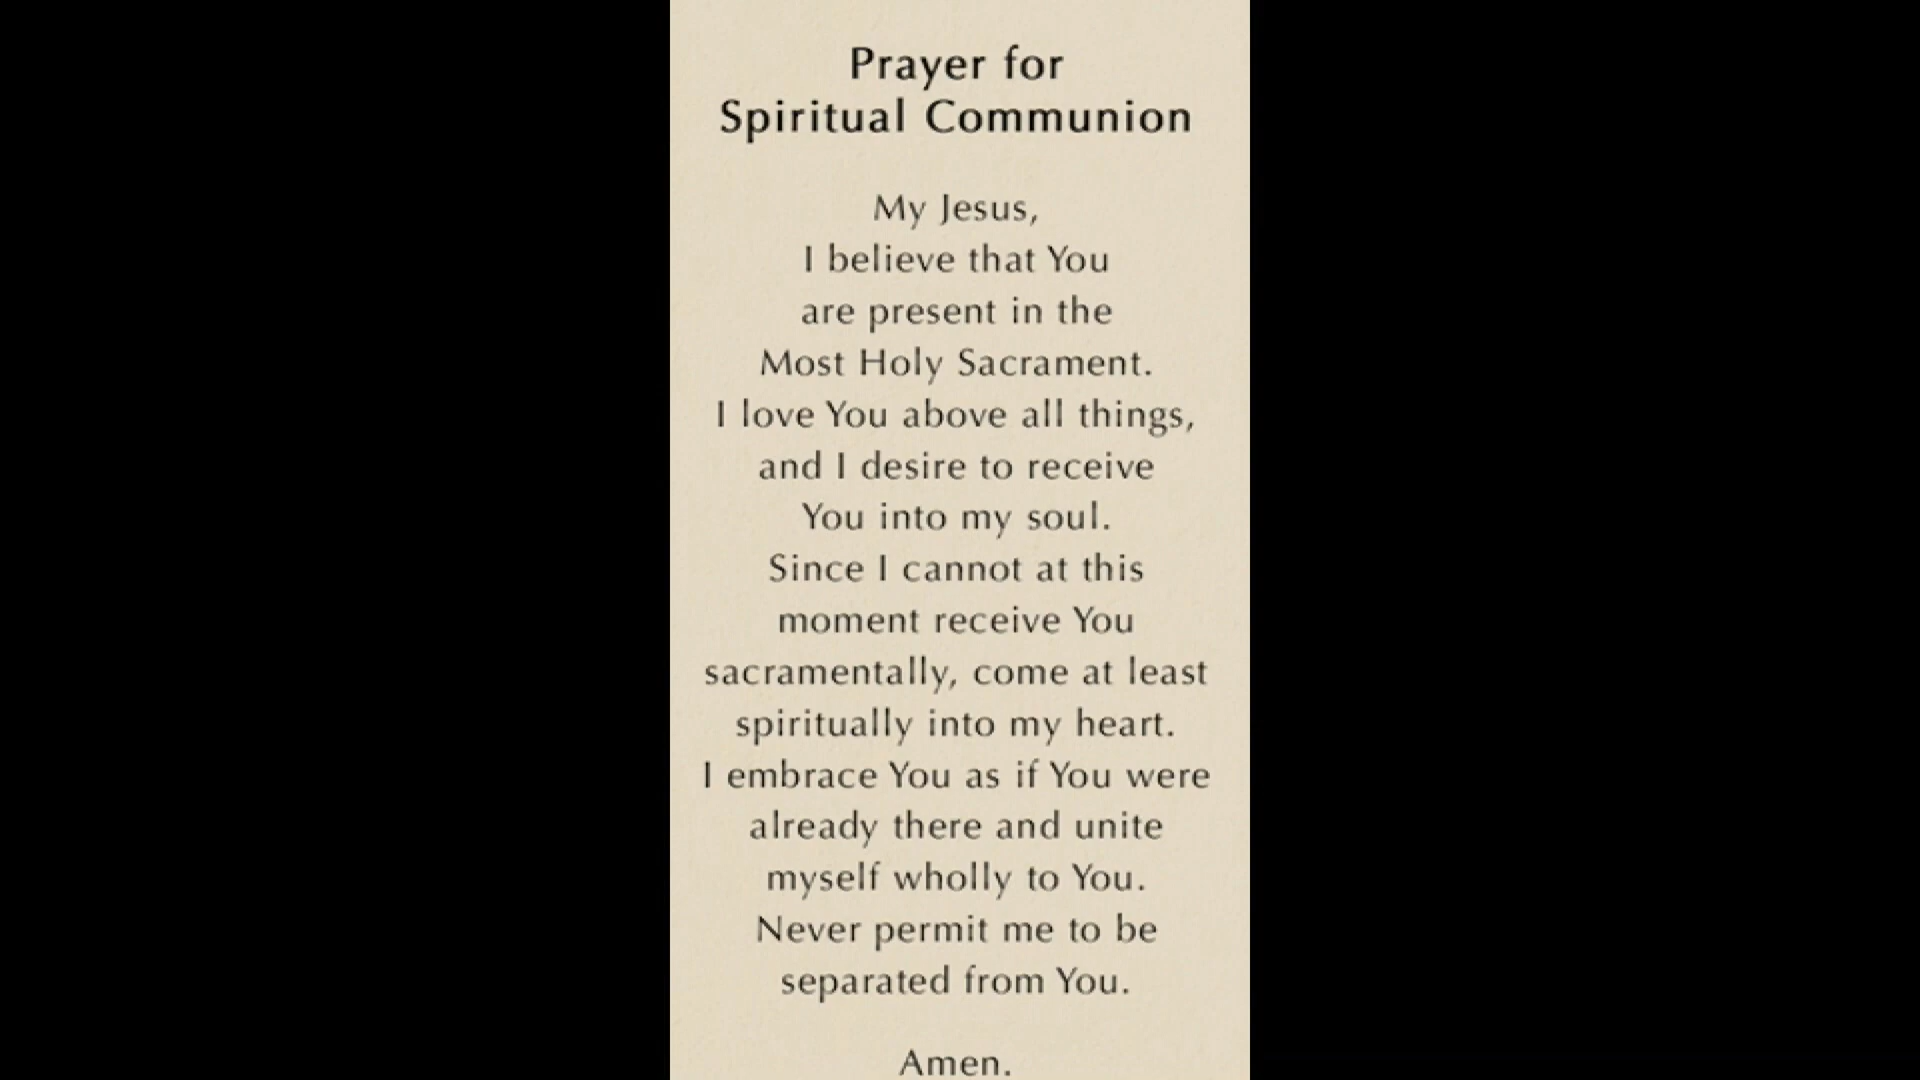 Prayer for
Spiritual Communion
My Jesus,
I believe that You
are present in the
Most Holy Sacrament.
I love You above all things,
and I desire to receive
You into my soul.
Since I cannot at this
moment receive You
sacramentally, come at least
spiritually into my heart.
I embrace You as if You were
already there and unite
myself wholly to You.
Never permit me to be
separated from You.
Amen.